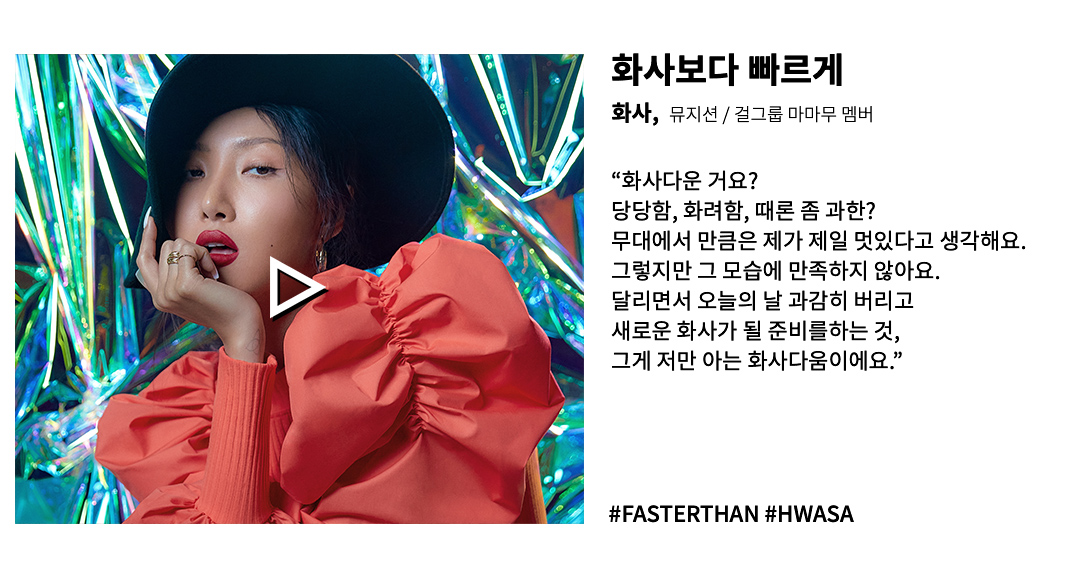 화사보다 빠르게
화사, 뮤지션 / 걸그룹 마마무 멤버
“화사다운 거요?
당당함, 화려함, 때론 좀 과한?
무대에서 만큼은 제가 제일 멋있다고 생각해요.
그렇지만 그 모습에 만족하지 않아요.
달리면서 오늘의 날 과감히 버리고
새로운 화사가 될 준비를하는 것,
그게 저만 아는 화사다움이에요.”
#FASTERTHAN #HWASA